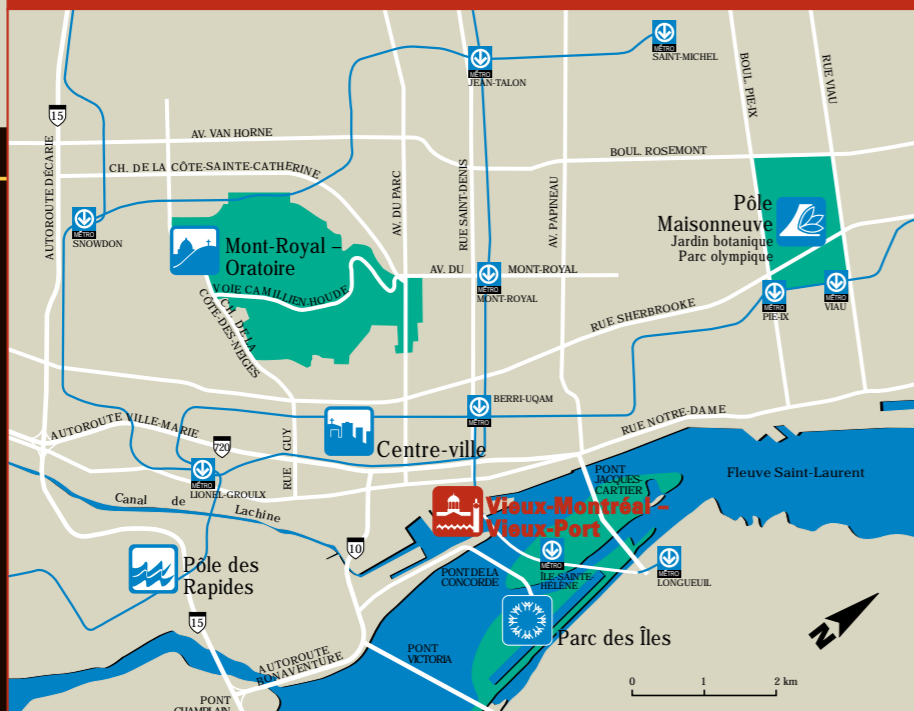 MÉTRO
SAINT-MICHEL
MÉTRO
JEAN-TALON
BOUL. PIE-IX
RUE VIAU
15
AUTOROUTE DÉCARIE
AV. VAN HORNE
CH. DE LA CÔTE-SAINTE-CATHERINE
BOUL. ROSEMONT
AV. DU PARC
RUE SAINT-DENIS
AV. PAPINEAU
MÉTRO
SNOWDON
Mont-Royal –
Oratoire
Pôle
Maisonneuve
Jardin botanique
Parc olympique
AV. DU
MONT-ROYAL
MÉTRO
MONT-ROYAL
VOIE CAMILLIEN-HOUDE
CH. DE LA
CÔTE-DES-NEIGES
RUE SHERBROOKE
MÉTRO
PIE-IX
MÉTRO
VIAU
MÉTRO
BERRI-UQAM
RUE NOTRE-DAME
AUTOROUTE VILLE-MARIE
720
RUE GUY
Centre-ville
MÉTRO
LIONEL-GROULX
Canal de
Lachine
PONT
JACQUES-
CARTIER
Fleuve Saint-Laurent
Vieux-Montréal –
Vieux-Port
10
Pôle des
Rapides
PONT DE LA
CONCORDE
MÉTRO
ÎLE-SAINTE-
HÉLÈNE
MÉTRO
LONGUEUIL
15
Parc des Îles
AUTOROUTE
BONAVENTURE
PONT
VICTORIA
PONT
CHAMPLAIN
N
0 1 2 km